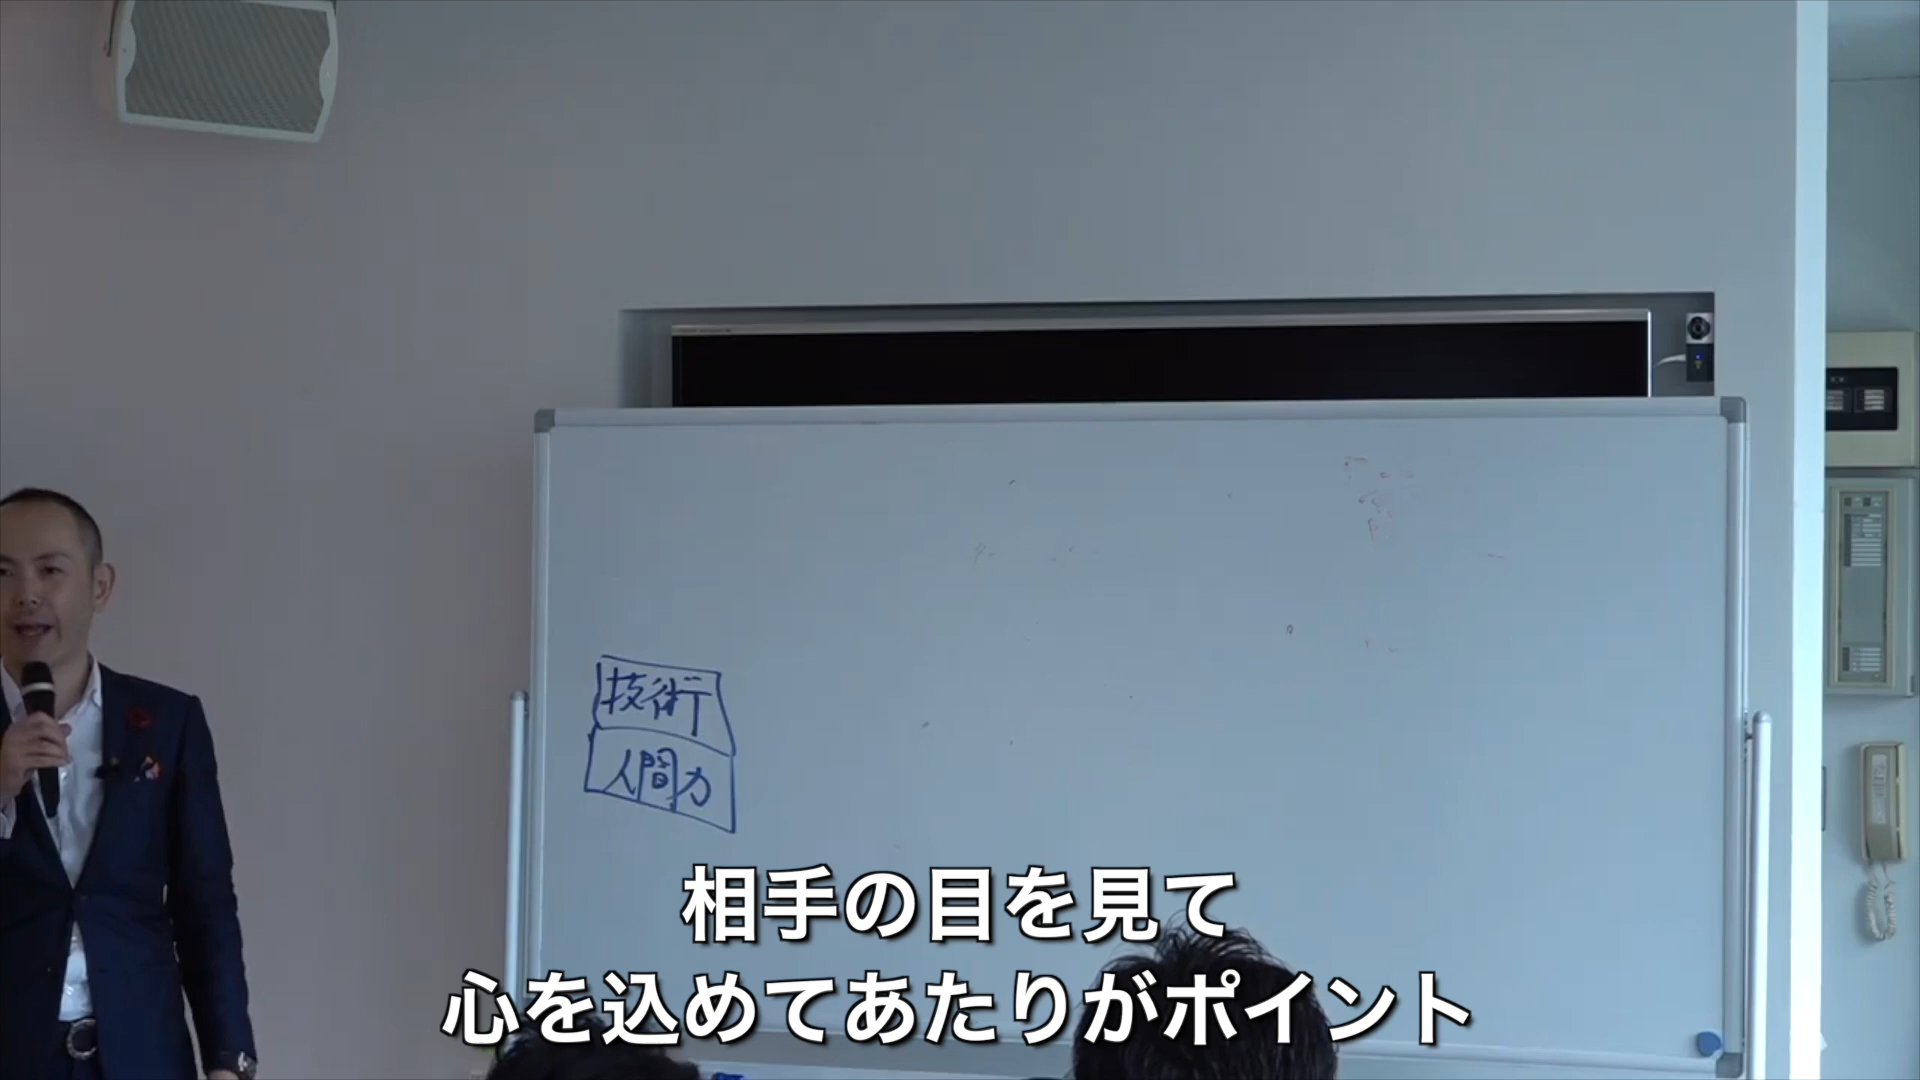 技術
人間力
相手の目を見て
心を込めてあたりがポイント